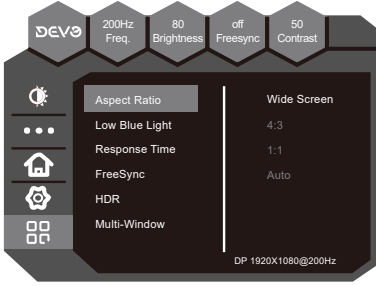 DEVO
200Hz
Freq.
80
Brightness
off
Freesync
50
Contrast
Aspect Ratio
Wide Screen
Low Blue Light
4:3
Response Time
1:1
FreeSync
Auto
HDR
Multi-Window
DP 1920X1080@200Hz